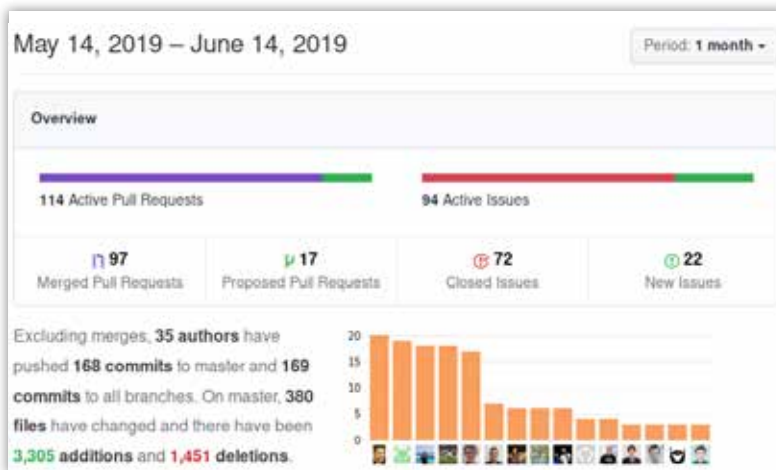 May 14, 2019 – June 14, 2019
Period: 1 month
Overview
114 Active Pull Requests
94 Active Issues
97
Merged Pull Requests
17
Proposed Pull Requests
72
Closed Issues
22
New Issues
Excluding merges, 35 authors have
pushed 168 commits to master and 169
commits to all branches. On master, 380
files have changed and there have been
3,305 additions and 1,451 deletions.
20
15
10
5
0